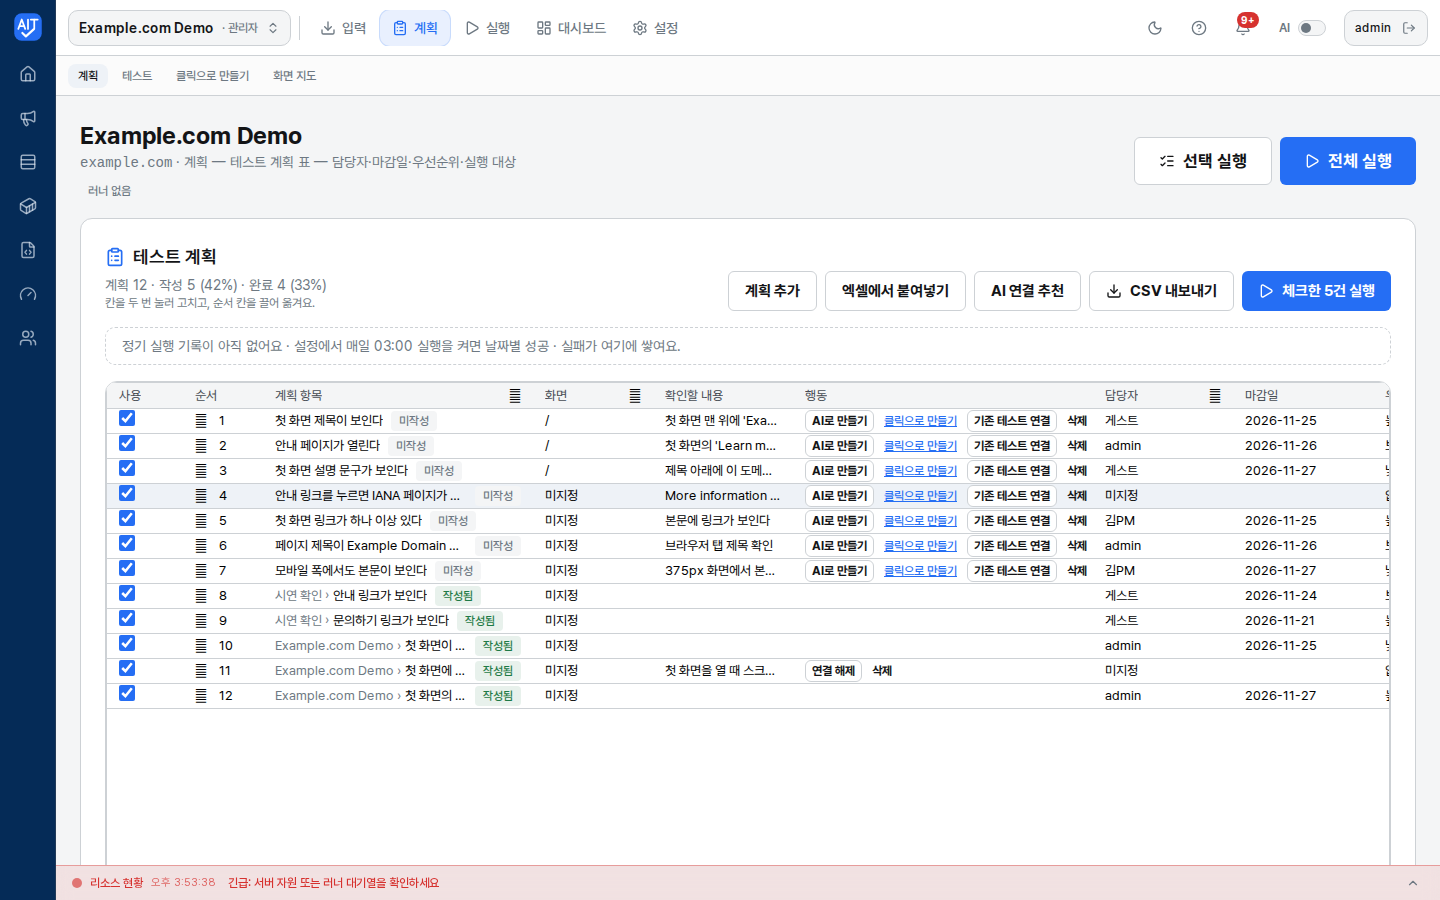 AIT
Example.com Demo · 관리자
입력
계획
실행
대시보드
설정
9+
AI
admin
계획
테스트
클릭으로 만들기
화면 지도
Example.com Demo
example.com · 계획 — 테스트 계획 표 — 담당자·마감일·우선순위·실행 대상
러너 없음
선택 실행
전체 실행
테스트 계획
계획 12 · 작성 5 (42%) · 완료 4 (33%)
칸을 두 번 눌러 고치고, 순서 칸을 끌어 옮겨요.
계획 추가
엑셀에서 붙여넣기
AI 연결 추천
CSV 내보내기
체크한 5건 실행
정기 실행 기록이 아직 없어요 · 설정에서 매일 03:00 실행을 켜면 날짜별 성공 · 실패가 여기에 쌓여요.
사용 순서 계획 항목 화면 확인할 내용 행동 담당자 마감일
1 첫 화면 제목이 보인다 미작성 / 첫 화면 맨 위에 'Exa... AI로 만들기 클릭으로 만들기 기존 테스트 연결 삭제 게스트 2026-11-25
2 안내 페이지가 열린다 미작성 / 첫 화면의 'Learn m... AI로 만들기 클릭으로 만들기 기존 테스트 연결 삭제 admin 2026-11-26
3 첫 화면 설명 문구가 보인다 미작성 / 제목 아래에 이 도메... AI로 만들기 클릭으로 만들기 기존 테스트 연결 삭제 게스트 2026-11-27
4 안내 링크를 누르면 IANA 페이지가 ... 미작성 미지정 More information ... AI로 만들기 클릭으로 만들기 기존 테스트 연결 삭제 미지정
5 첫 화면 링크가 하나 이상 있다 미작성 미지정 본문에 링크가 보인다 AI로 만들기 클릭으로 만들기 기존 테스트 연결 삭제 김PM 2026-11-25
6 페이지 제목이 Example Domain ... 미작성 미지정 브라우저 탭 제목 확인 AI로 만들기 클릭으로 만들기 기존 테스트 연결 삭제 admin 2026-11-26
7 모바일 폭에서도 본문이 보인다 미작성 미지정 375px 화면에서 본... AI로 만들기 클릭으로 만들기 기존 테스트 연결 삭제 김PM 2026-11-27
8 시연 확인 › 안내 링크가 보인다 작성됨 미지정 게스트 2026-11-24
9 시연 확인 › 문의하기 링크가 보인다 작성됨 미지정 게스트 2026-11-21
10 Example.com Demo › 첫 화면이 ... 작성됨 미지정 admin 2026-11-25
11 Example.com Demo › 첫 화면에 ... 작성됨 미지정 첫 화면을 열 때 스크... 연결 해제 삭제 미지정
12 Example.com Demo › 첫 화면의 ... 작성됨 미지정 admin 2026-11-27
리소스 현황 오후 3:53:38 긴급: 서버 자원 또는 러너 대기열을 확인하세요